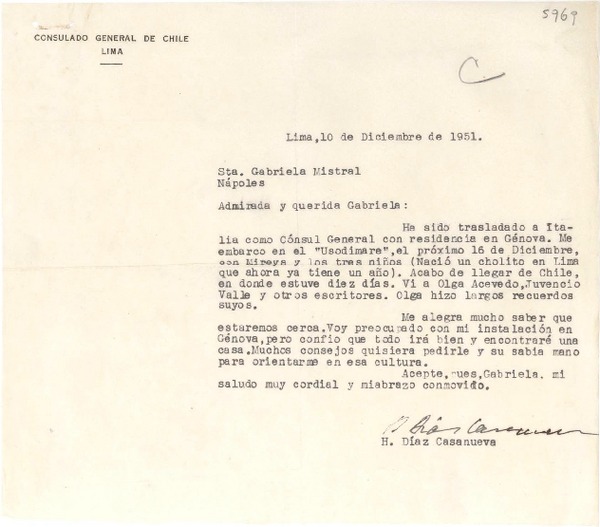 5969
CONSULADO GENERAL DE CHILE
LIMA
C.
Lima,10 de Diciembre de 1951.
Sta. Gabriela Mistral
Nápoles
Admirada y querida Gabriela:
Ha sido trasladado a Ita-
lia como Cónsul General con residencia en Génova. Me
embarco en el "Usodimare",el próximo 16 de Diciembre,
con Mireya y los tres niños (Nació un cholito en Lima
que ahora ya tiene un año). Acabo de llegar de Chile,
en donde estuve diez días. Vi a Olga Acevedo,Juvencio
Valle y otros escritores. Olga hizo largos recuerdos
suyos.
Me alegra mucho saber que
estaremos cerca.Voy preocupado con mi instalación en
Génova,pero confío que todo irá bien y encontraré una
casa.Muchos consejos quisiera pedirle y su sabia mano
para orientarme en esa cultura.
Acepte,pues,Gabriela. mi
saludo muy cordial y miabrazo conmovido.
H. Díaz Casanueva
H. Díaz Casanueva